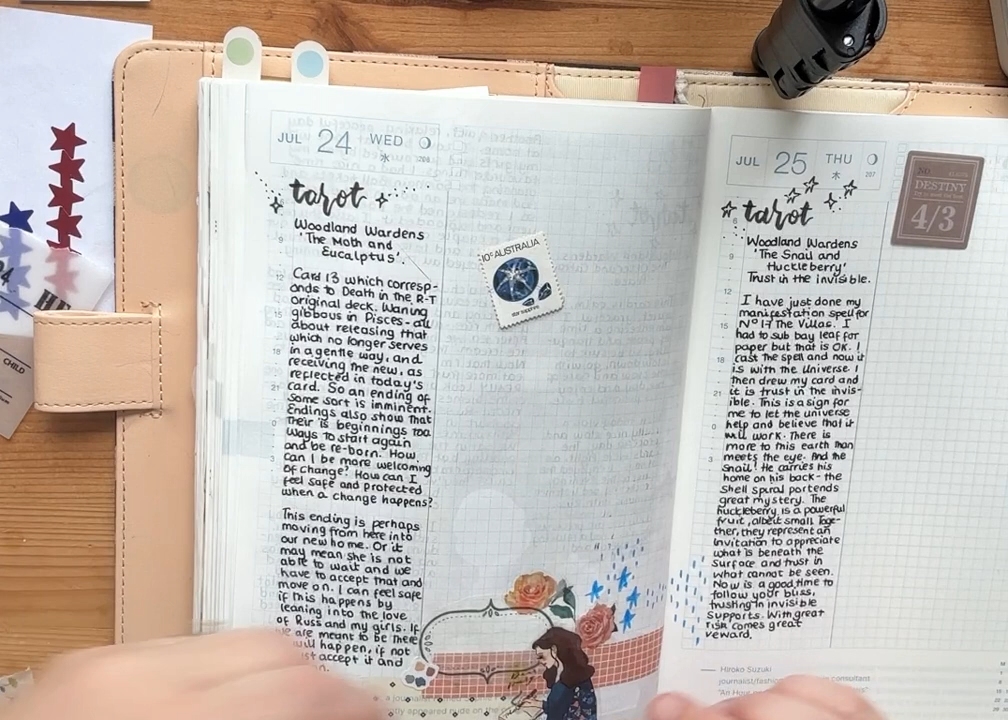 JUL 24 WED
水
tarot
Woodland Wardens
'The Moth and
Eucalptus'.
Card 13 which corresp-
onds to Death in the R-T
original deck. Waning
gibbous in Pisces - all
about releasing that
which no longer serves
in a gentle way, and
receiving the new, as
reflected in today's
card. So an ending of
some sort is imminent.
Endings also show that
their is beginnings too
ways to start again
and be re-born. How
can I be more welcoming
of change? How can I
feel safe and protected
when a change happens?
This ending is perhaps
moving from here into
our new home. Or it
may mean she is not
able to wait and we
have to accept that and
move on. I can feel safe
if this happens by
leaning into the love
of Russ and my girls. If
we are meant to be there
will happen, if not
accept it and
10c AUSTRALIA
star sapphire
JUL 25 THU
木
207
tarot
Woodland Wardens
'The Snail and
Huckleberry'
Trust in the invisible.
I have just done my
manifestation spell for
No 17 The Villas. I
had to sub bay leaf for
paper but that is OK. I
cast the spell and now it
is with the Universe. I
then drew my card and
it is trust in the invis-
ible. This is a sign for
me to let the universe
help and believe that it
will work. There is
more to this earth than
meets the eye. And the
snail! He carries his
home on his back - the
shell spiral portends
great mystery. The
huckleberry is a powerful
fruit, albeit small. Toge-
ther, they represent an
invitation to appreciate
what is beneath the
surface and trust in
what cannot be seen.
Now is a good time to
follow your bliss,
trusting in invisible
supports. With great
risk comes great
reward.
DESTINY
4/3
Hiroko Suzuki
journalist/fashion consultant
CHILD